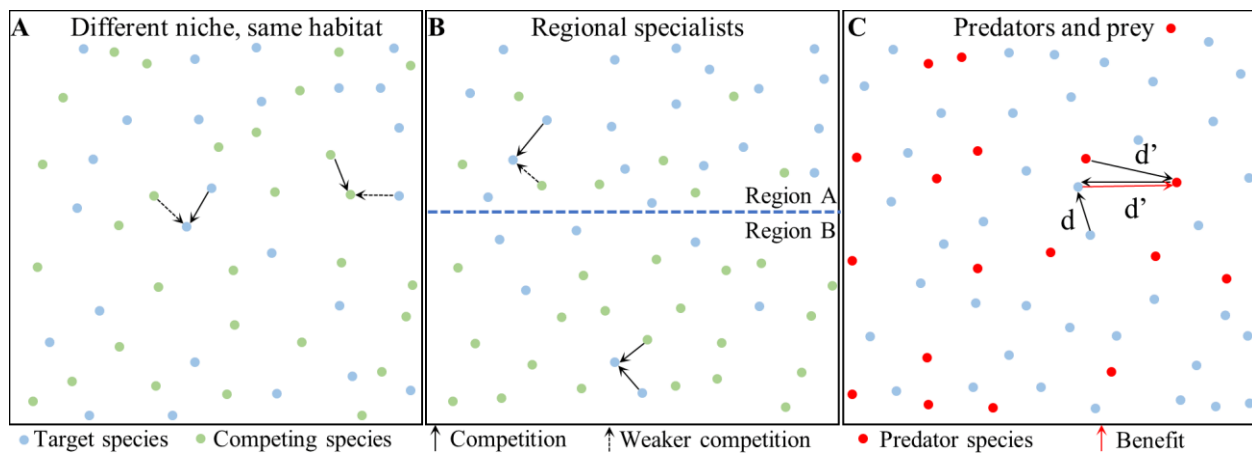 A Different niche, same habitat
B Regional specialists
Region A
Region B
C Predators and prey
d’
d’
d
Target species Competing species Competition Weaker competition Predator species Benefit